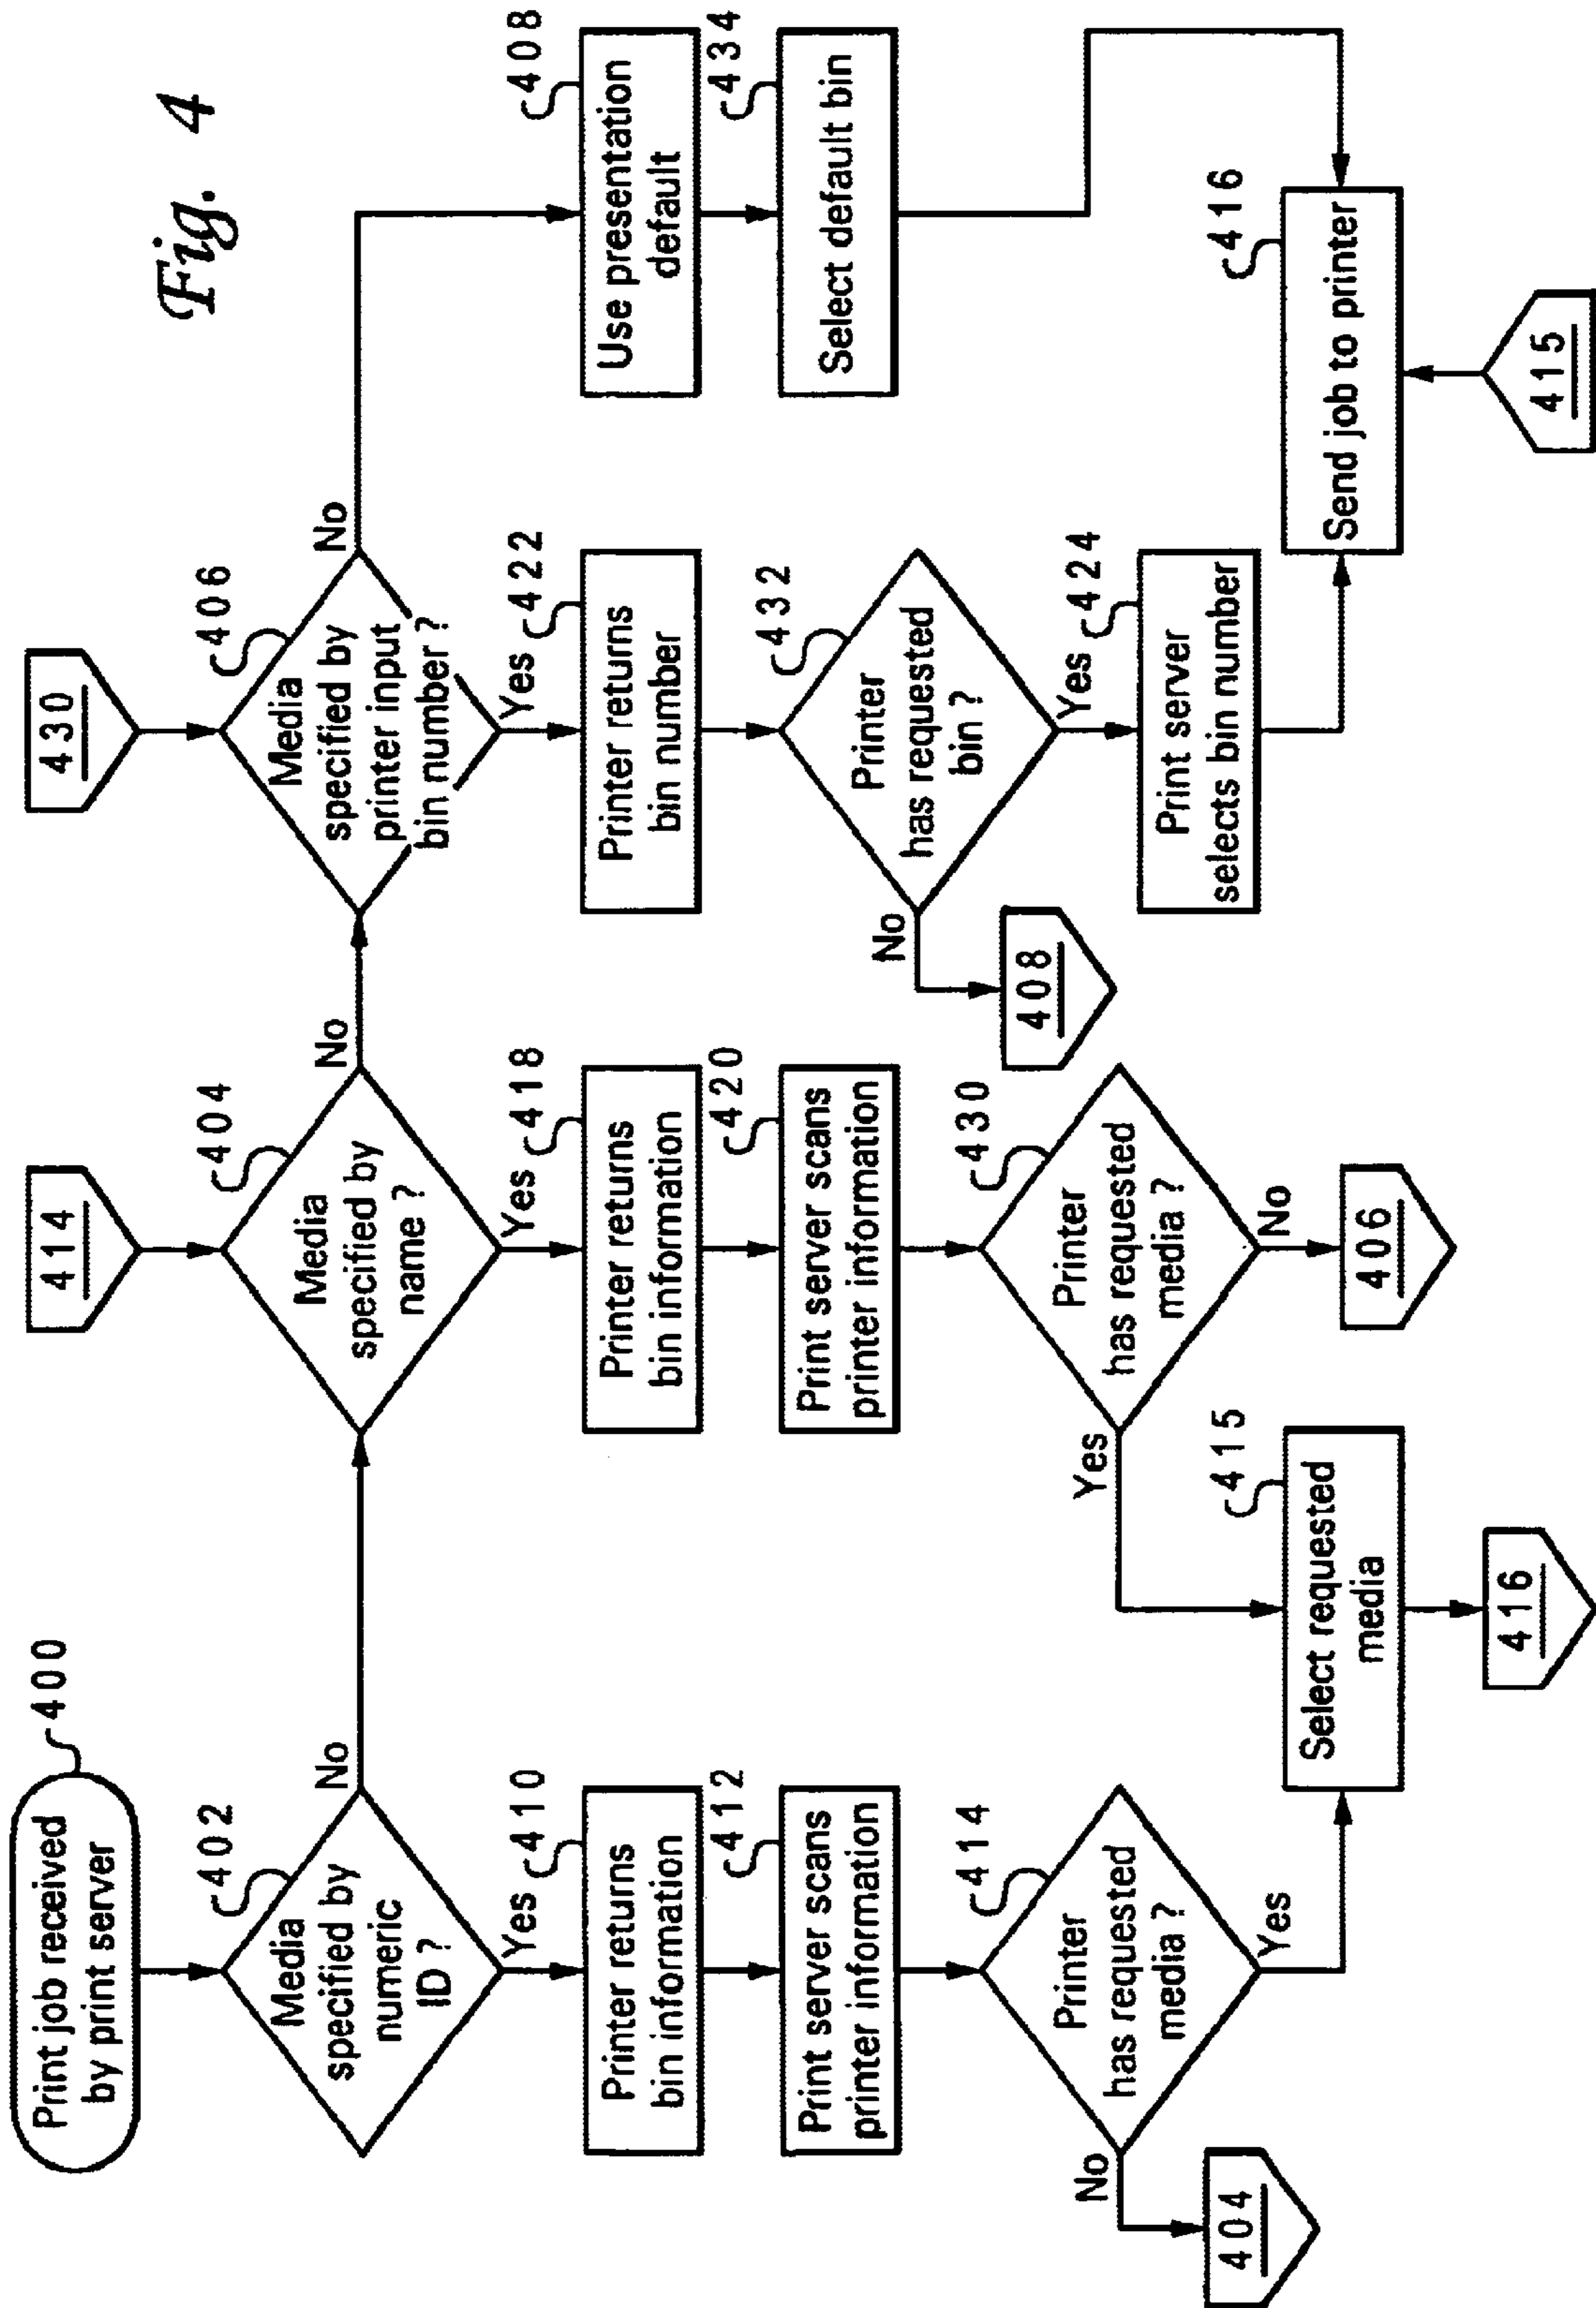 Fig. 4
400
Print job received
by print server
402
Media
specified by
numeric
ID ?
No
Yes
410
Printer returns
bin information
412
Print server scans
printer information
414
Printer
has requested
media ?
No
404
Yes
414
404
Media
specified by
name ?
No
Yes
418
Printer returns
bin information
420
Print server scans
printer information
430
Printer
has requested
media ?
Yes
No
406
415
Select requested
media
416
430
406
Media
specified by
printer input
bin number ?
No
Yes
422
Printer returns
bin number
432
Printer
has requested
bin ?
No
408
Yes
424
Print server
selects bin number
408
Use presentation
default
434
Select default bin
416
Send job to printer
415